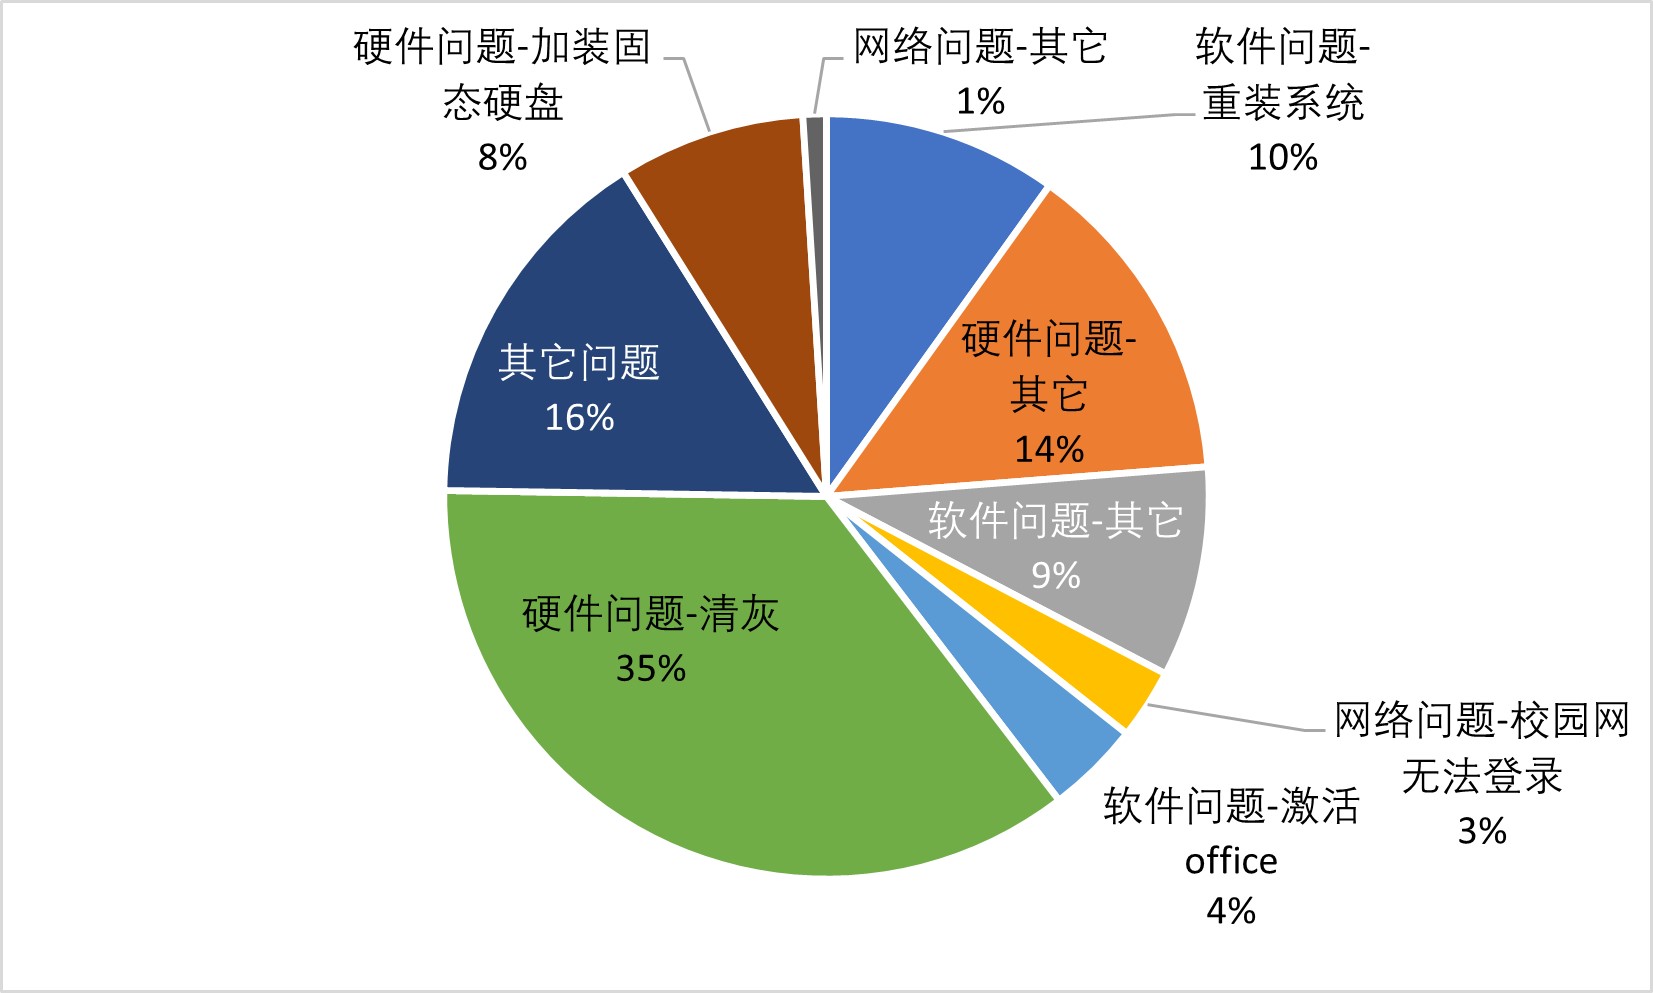 硬件问题-加装固
态硬盘
8%
网络问题-其它
1%
软件问题-
重装系统
10%
硬件问题-
其它
14%
软件问题-其它
9%
网络问题-校园网
无法登录
3%
软件问题-激活
office
4%
硬件问题-清灰
35%
其它问题
16%